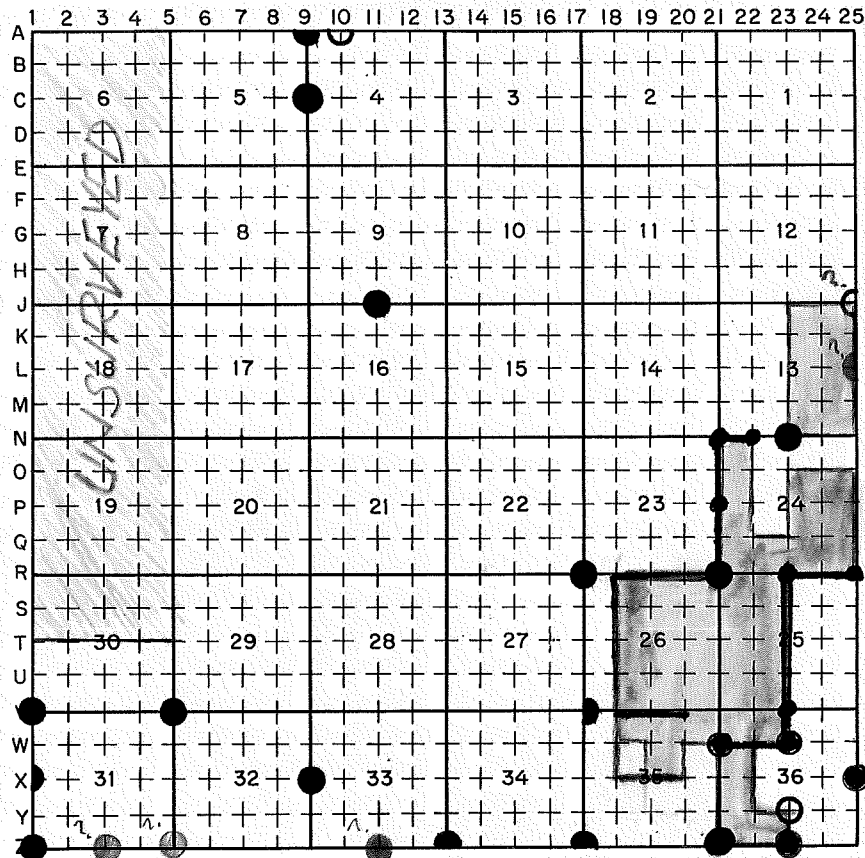 1 2 3 4 5 6 7 8 9 10 11 12 13 14 15 16 17 18 19 20 21 22 23 24 25
A
B
C 6 5 4 3 2 1
D
E
F
G 7 8 9 10 11 12
H
J
K
L 18 17 16 15 14 13
M
N
O
P 19 20 21 22 23 24
Q
R
S
T 30 29 28 27 26 25
U
W
X 31 32 33 34 35 36
Y
Z
UNSURVEYED